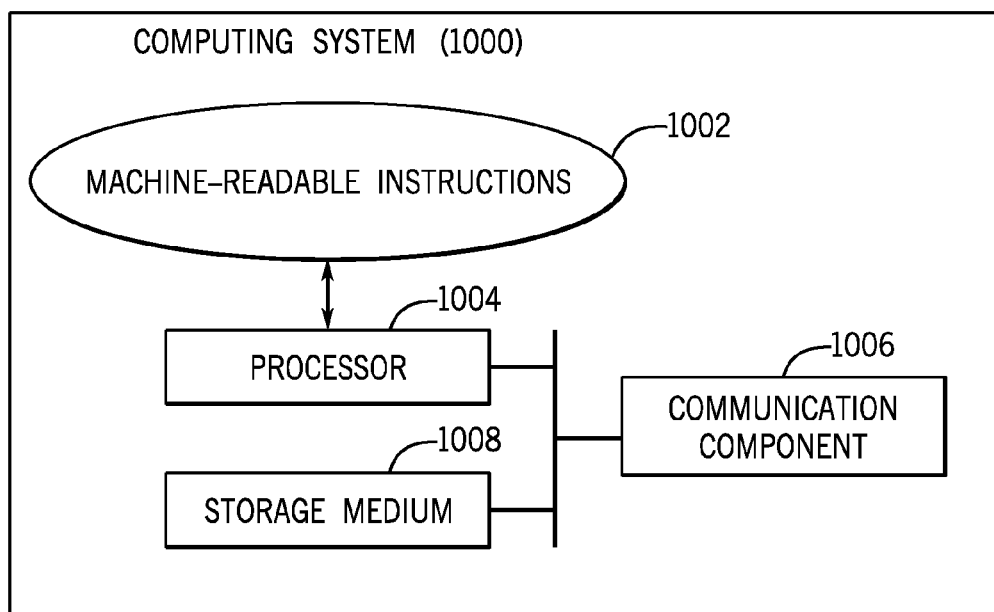 COMPUTING SYSTEM (1000)
1002
MACHINE-READABLE INSTRUCTIONS
1004
PROCESSOR
1006
COMMUNICATION
COMPONENT
1008
STORAGE MEDIUM